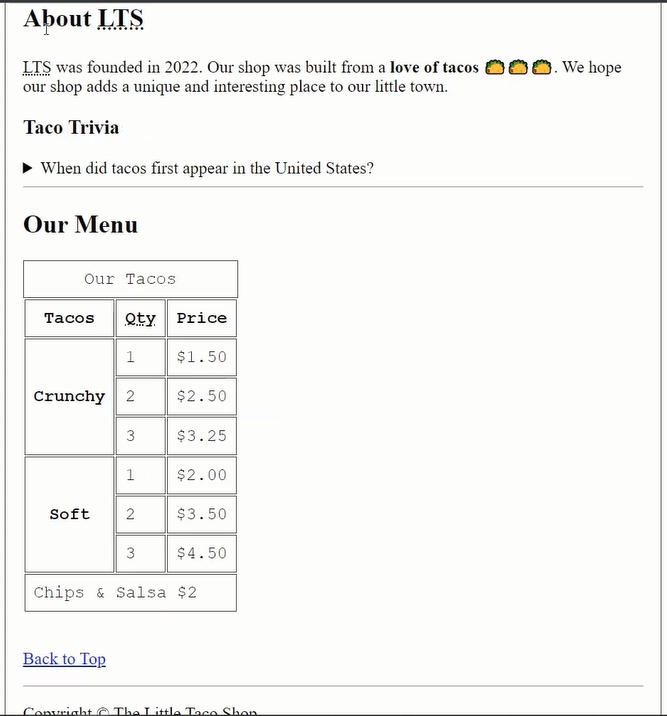 About LTS
LTS was founded in 2022. Our shop was built from a love of tacos 🌮🌮🌮. We hope
our shop adds a unique and interesting place to our little town.
Taco Trivia
▶ When did tacos first appear in the United States?
Our Menu
Our Tacos
Tacos Qty Price
Crunchy
1 $1.50
2 $2.50
3 $3.25
Soft
1 $2.00
2 $3.50
3 $4.50
Chips & Salsa $2
Back to Top
Copyright © The Little Taco Shop